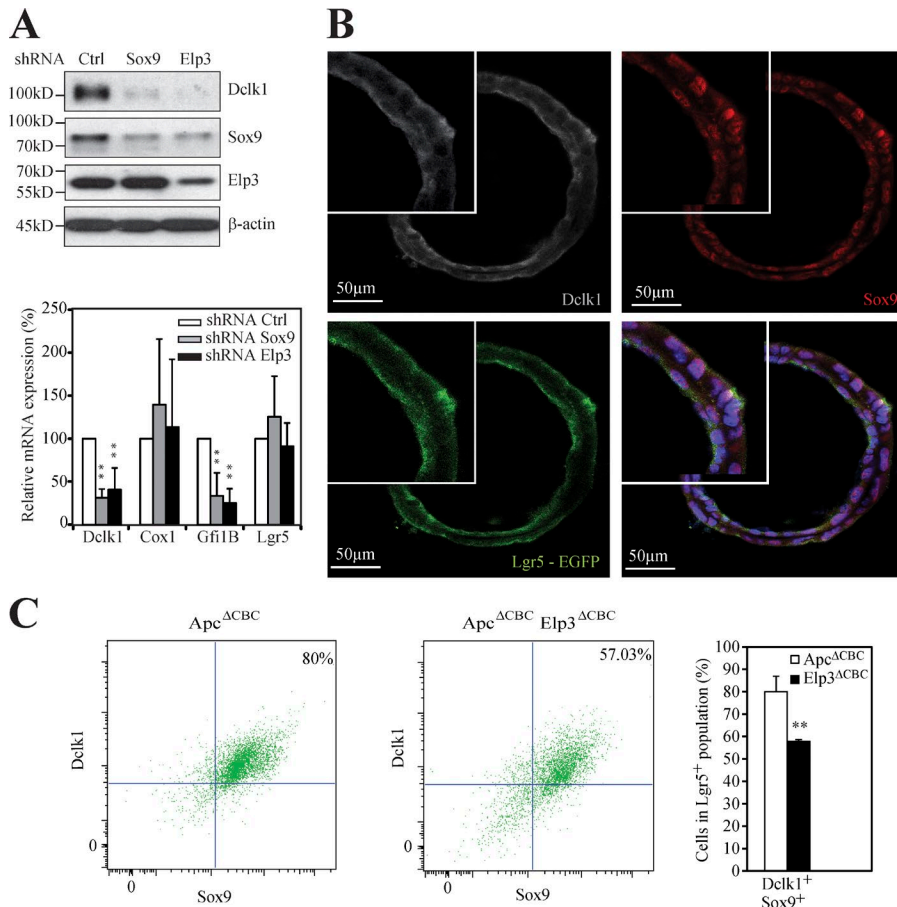 A
shRNA Ctrl Sox9 Elp3
100kD Dclk1
100kD
70kD Sox9
70kD
55kD Elp3
45kD β-actin
Relative mRNA expression (%)
250
200
150
100
50
0
shRNA Ctrl
shRNA Sox9
shRNA Elp3
** ** ** **
Dclk1 Cox1 Gfi1B Lgr5
B
50µm Dclk1
50µm Sox9
50µm Lgr5 - EGFP
50µm
C
Apc ΔCBC
80%
Dclk1
0
0
Sox9
Apc ΔCBC Elp3 ΔCBC
57.03%
Dclk1
0
0
Sox9
Cells in Lgr5+ population (%)
100
90
80
70
60
50
40
30
20
10
0
Apc ΔCBC
Elp3 ΔCBC
**
Dclk1+
Sox9+